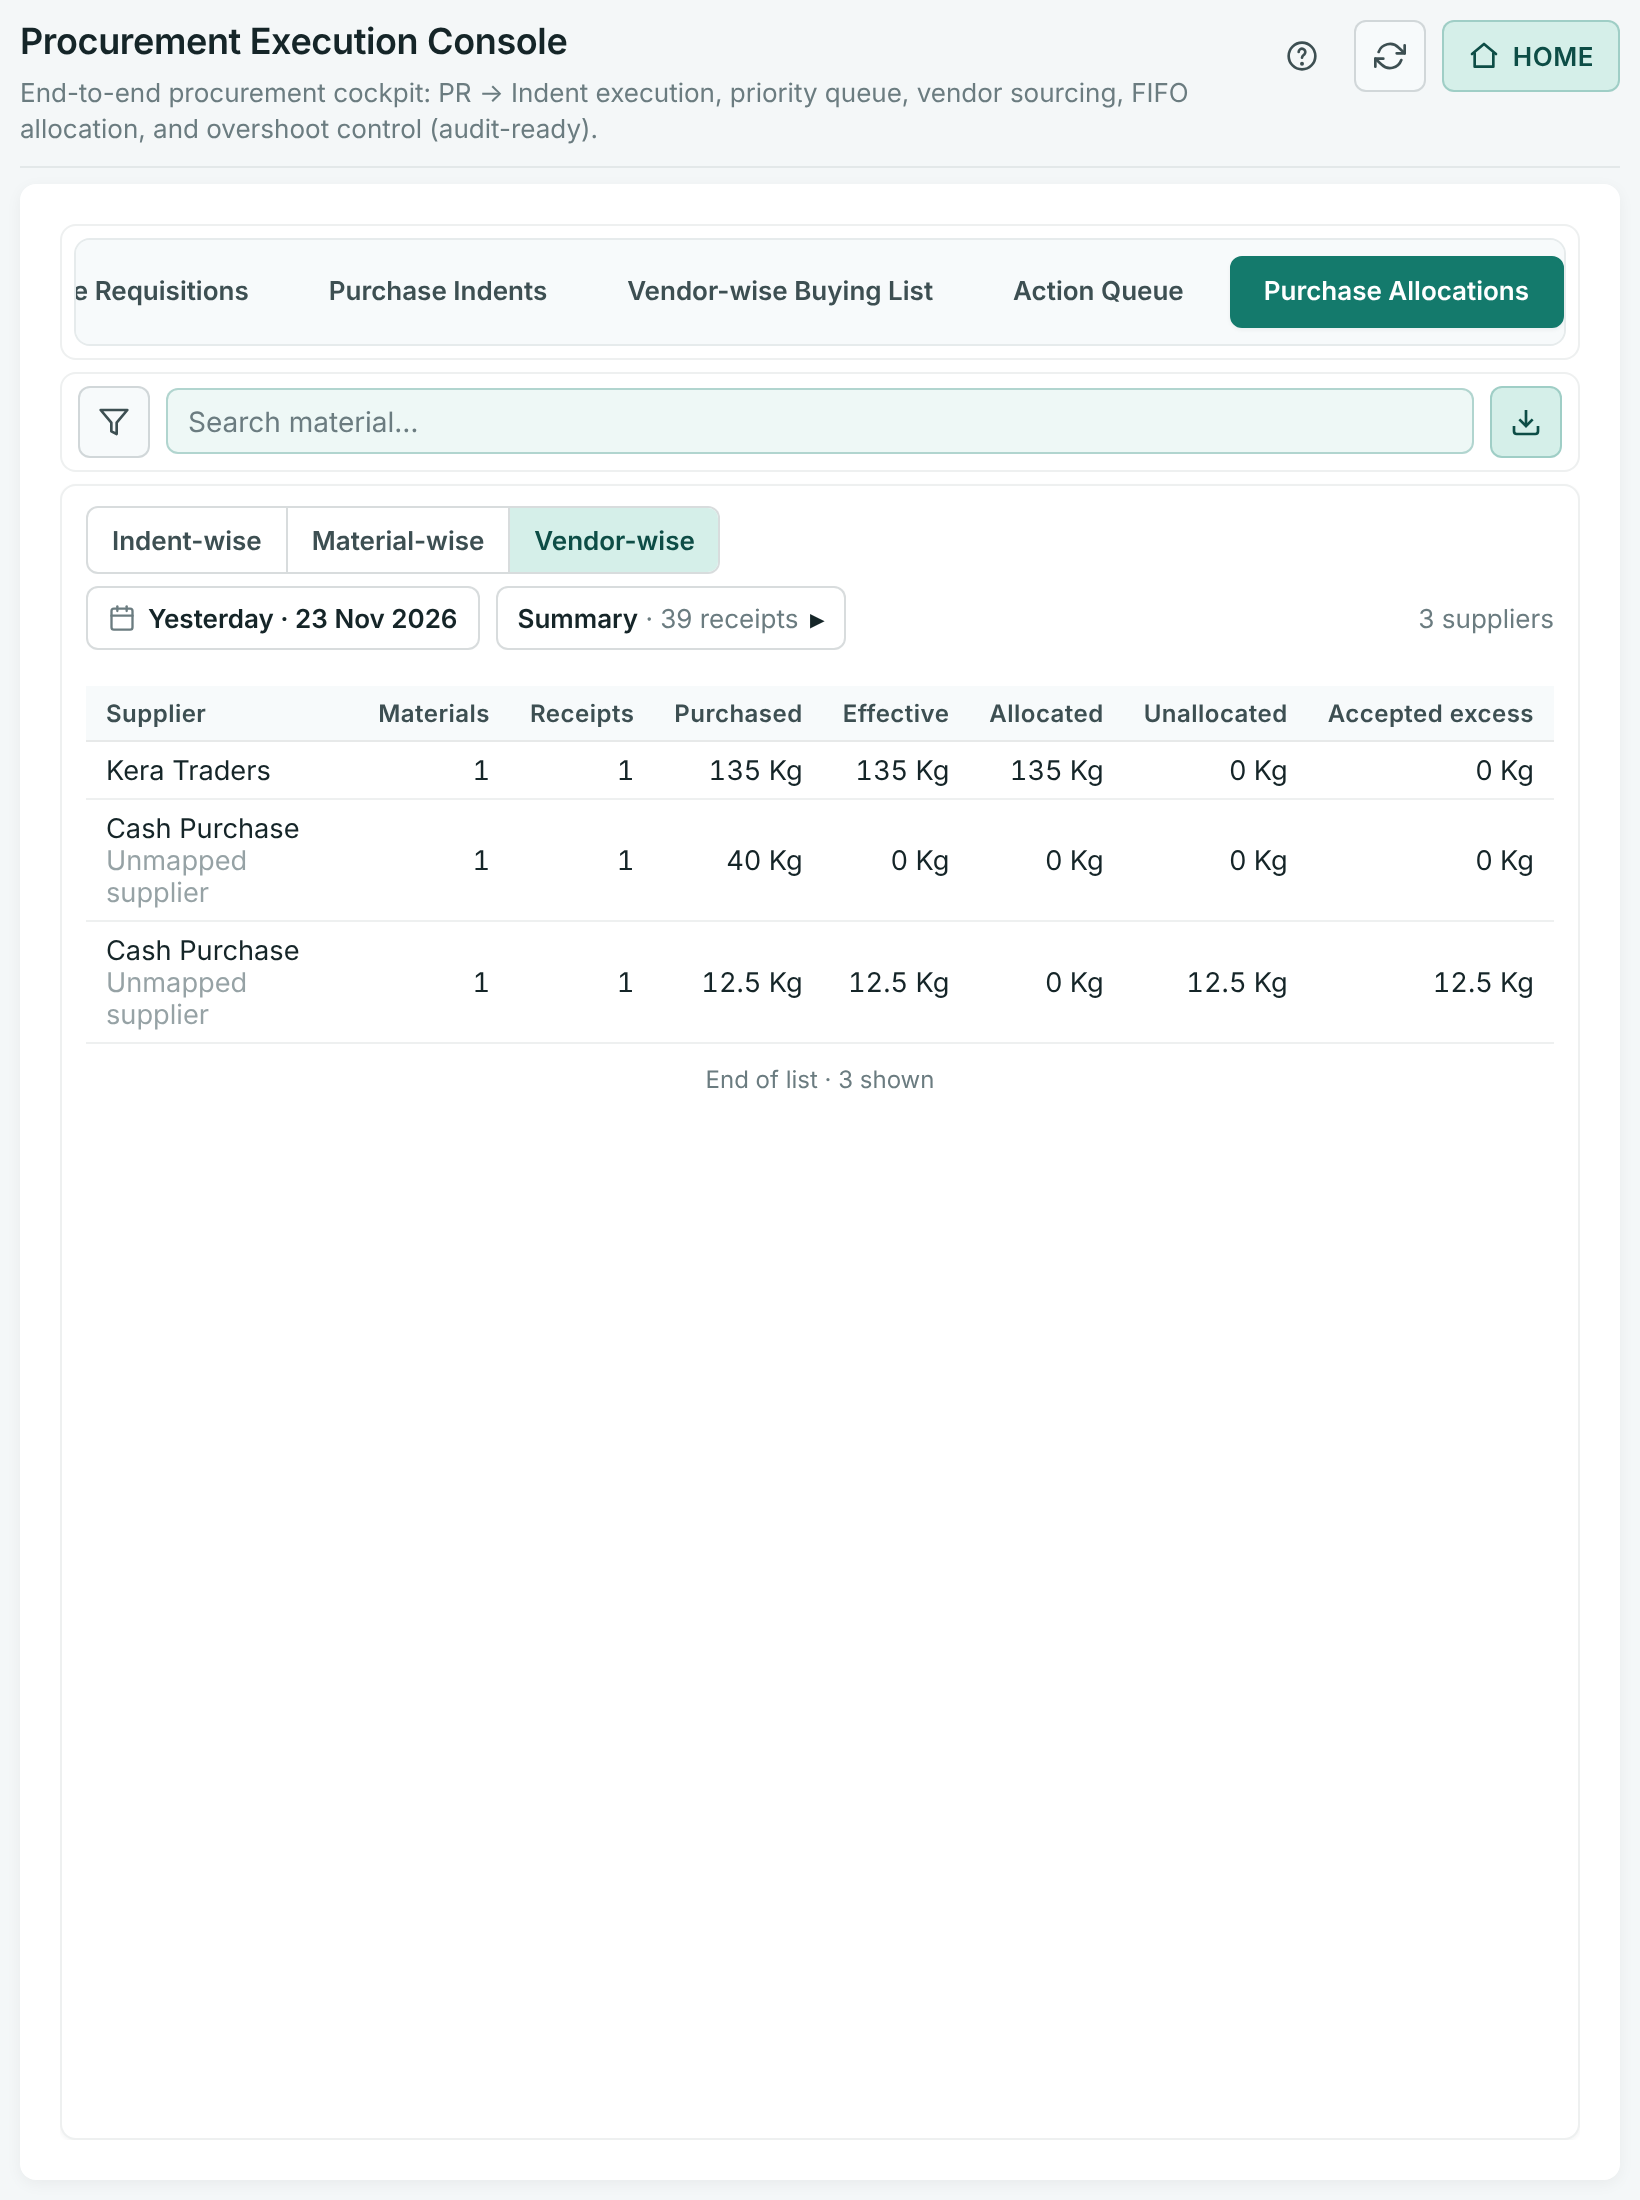 Procurement Execution Console
HOME
End-to-end procurement cockpit: PR → Indent execution, priority queue, vendor sourcing, FIFO
allocation, and overshoot control (audit-ready).
e Requisitions Purchase Indents Vendor-wise Buying List Action Queue Purchase Allocations
Search material...
Indent-wise Material-wise Vendor-wise
Yesterday · 23 Nov 2026 Summary · 39 receipts ▸ 3 suppliers
Supplier Materials Receipts Purchased Effective Allocated Unallocated Accepted excess
Kera Traders 1 1 135 Kg 135 Kg 135 Kg 0 Kg 0 Kg
Cash Purchase
Unmapped
supplier
1 1 40 Kg 0 Kg 0 Kg 0 Kg 0 Kg
Cash Purchase
Unmapped
supplier
1 1 12.5 Kg 12.5 Kg 0 Kg 12.5 Kg 12.5 Kg
End of list · 3 shown